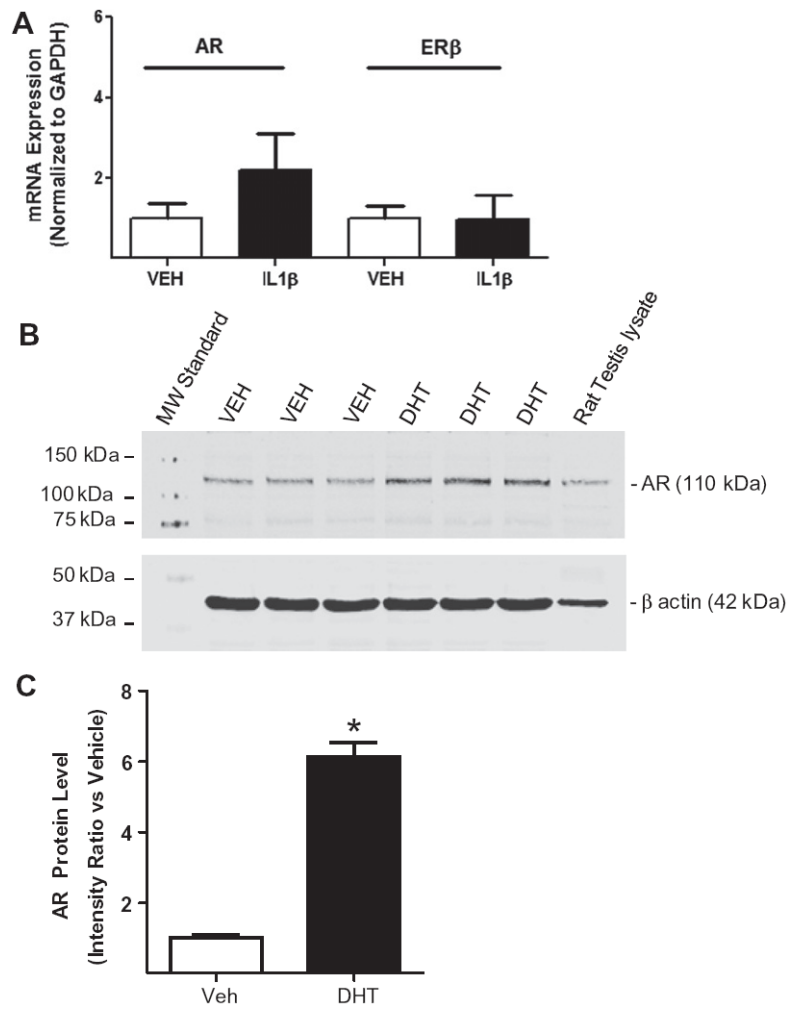 A
mRNA Expression
(Normalized to GAPDH)
6
4
2
AR
ERβ
VEH
IL1β
VEH
IL1β
B
MW Standard
VEH
VEH
VEH
DHT
DHT
DHT
Rat Testis lysate
150 kDa –
100 kDa –
75 kDa –
- AR (110 kDa)
50 kDa –
37 kDa –
- β actin (42 kDa)
C
AR Protein Level
(Intensity Ratio vs Vehicle)
8
6
4
2
*
Veh
DHT